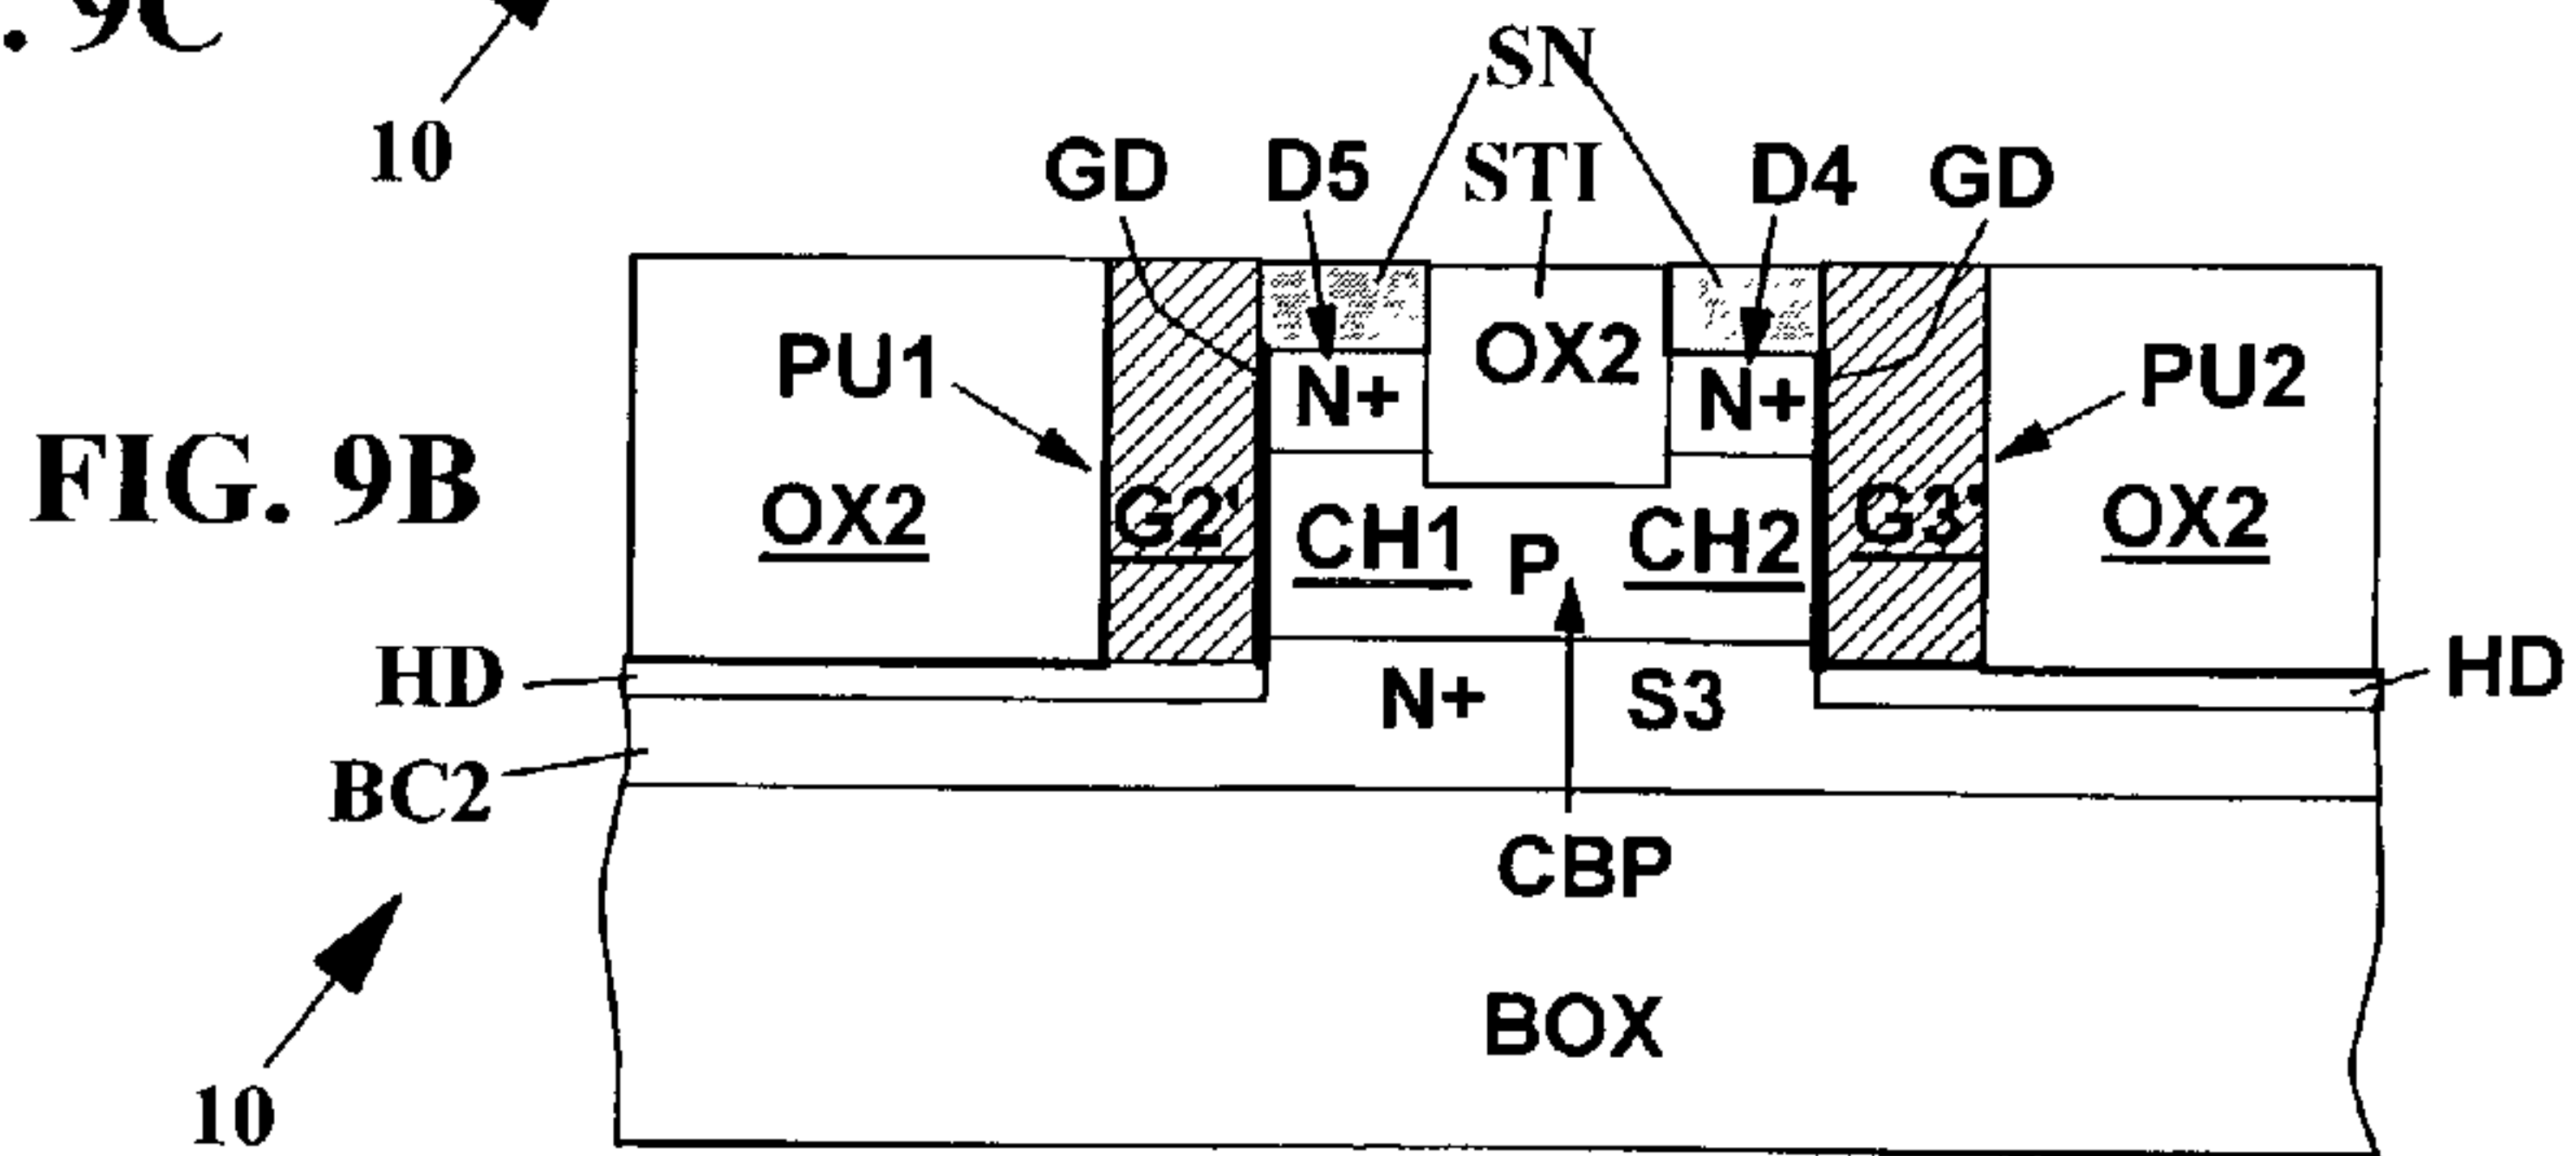 . 9C
10
SN
GD D5 STI D4 GD
PU1 OX2 PU2
N+ N+
FIG. 9B
OX2 G2' CH1 P CH2 G3' OX2
HD N+ S3 HD
BC2
CBP
BOX
10